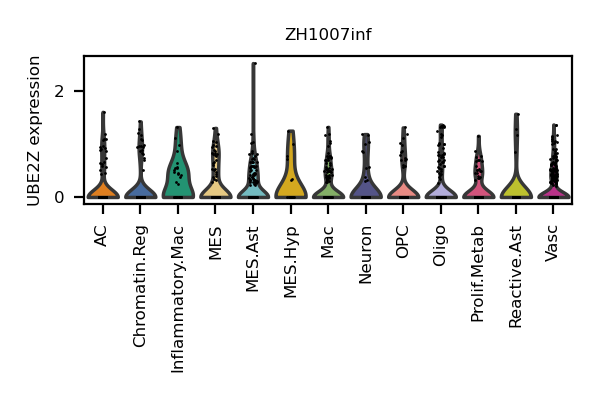 ZH1007inf
UBE2Z expression
2
0
AC
Chromatin.Reg
Inflammatory.Mac
MES
MES.Ast
MES.Hyp
Mac
Neuron
OPC
Oligo
Prolif.Metab
Reactive.Ast
Vasc